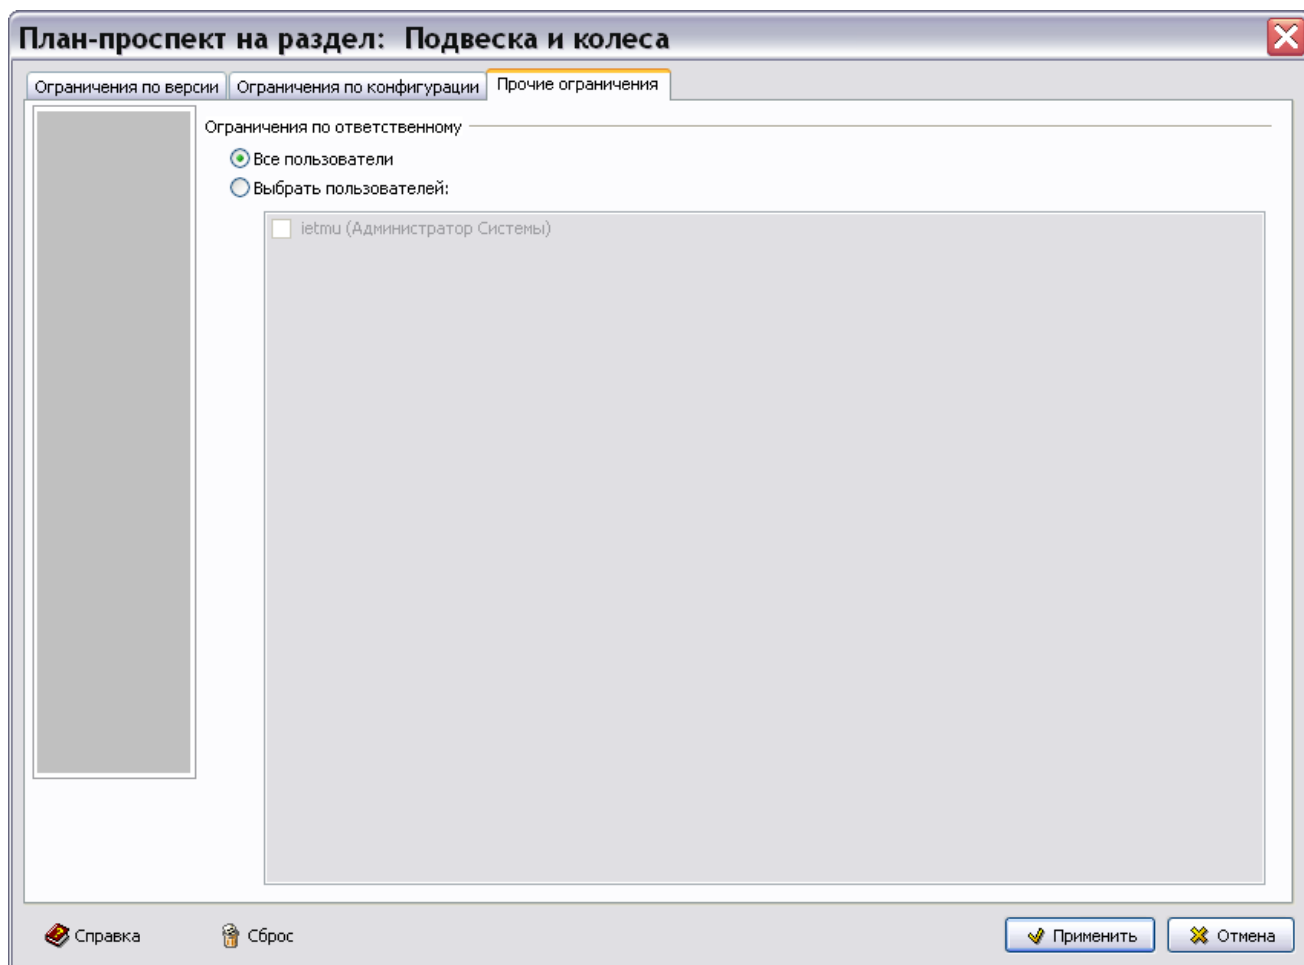 План-проспект на раздел: Подвеска и колеса
Ограничения по версии Ограничения по конфигурации Прочие ограничения
Ограничения по ответственному
Все пользователи
Выбрать пользователей:
ietmu (Администратор Системы)
Справка Сброс Применить Отмена